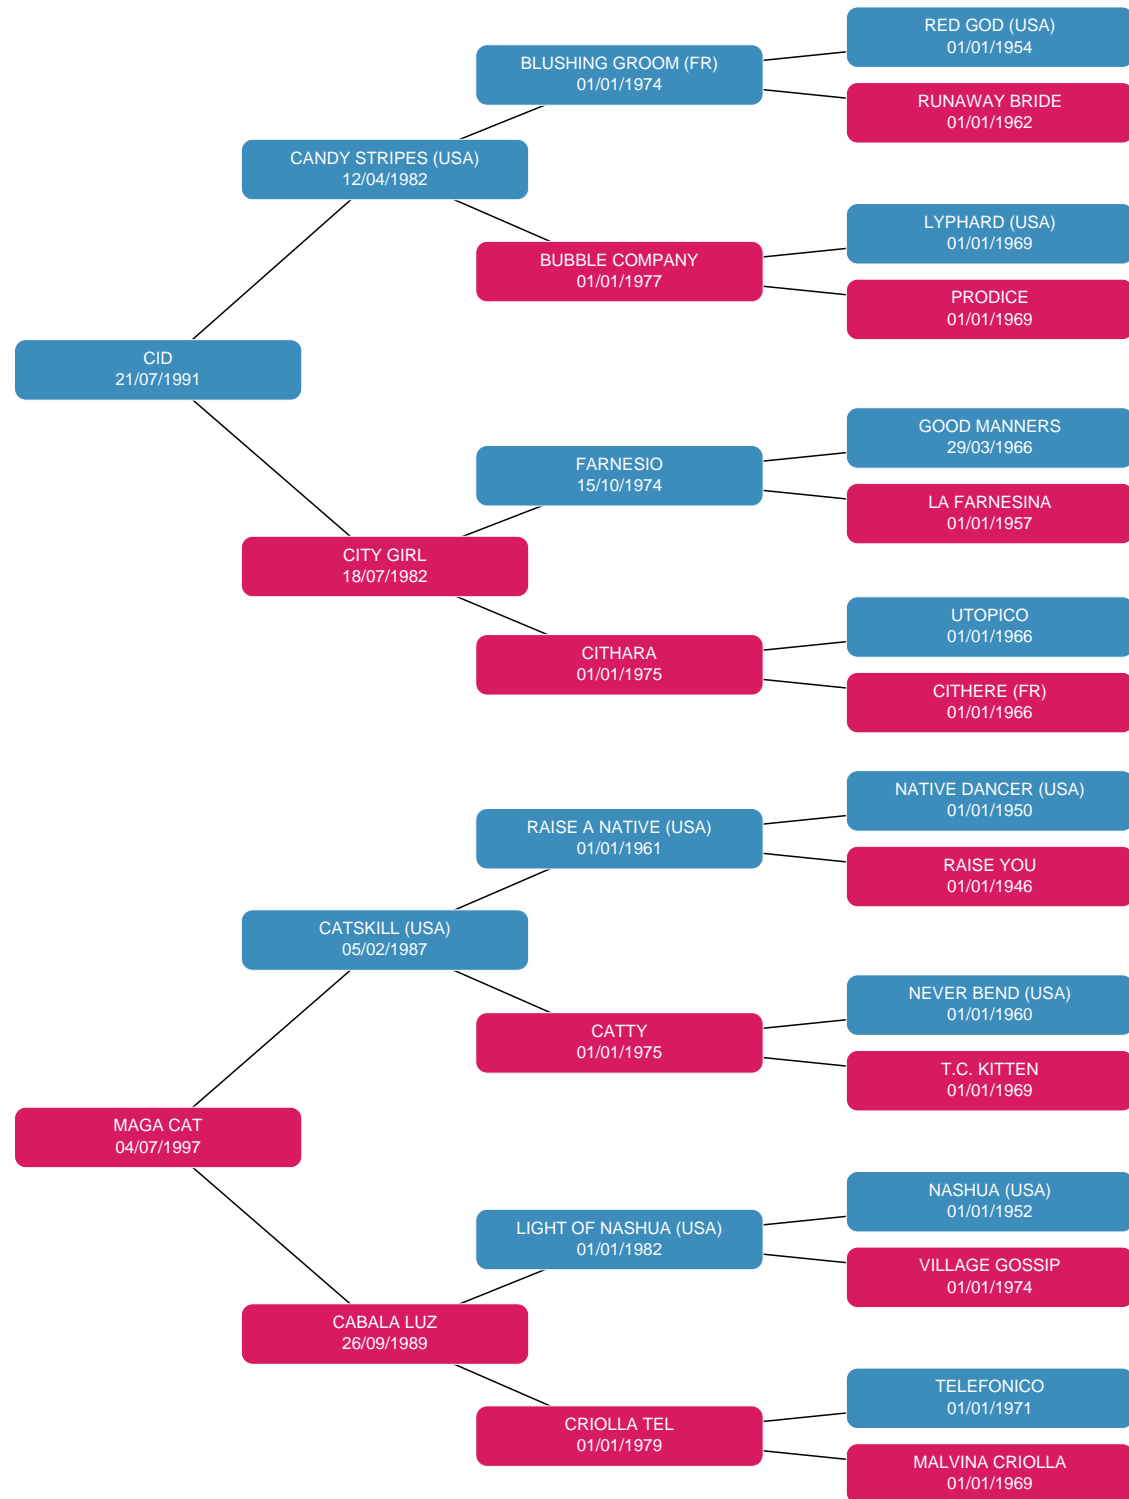 RED GOD (USA)
01/01/1954
BLUSHING GROOM (FR)
01/01/1974
RUNAWAY BRIDE
01/01/1962
CANDY STRIPES (USA)
12/04/1982
LYPHARD (USA)
01/01/1969
BUBBLE COMPANY
01/01/1977
PRODICE
01/01/1969
CID
21/07/1991
GOOD MANNERS
29/03/1966
FARNESIO
15/10/1974
LA FARNESINA
01/01/1957
CITY GIRL
18/07/1982
UTOPICO
01/01/1966
CITHARA
01/01/1975
CITHERE (FR)
01/01/1966
NATIVE DANCER (USA)
01/01/1950
RAISE A NATIVE (USA)
01/01/1961
RAISE YOU
01/01/1946
CATSKILL (USA)
05/02/1987
NEVER BEND (USA)
01/01/1960
CATTY
01/01/1975
T.C. KITTEN
01/01/1969
MAGA CAT
04/07/1997
NASHUA (USA)
01/01/1952
LIGHT OF NASHUA (USA)
01/01/1982
VILLAGE GOSSIP
01/01/1974
CABALA LUZ
26/09/1989
TELEFONICO
01/01/1971
CRIOLLA TEL
01/01/1979
MALVINA CRIOLLA
01/01/1969